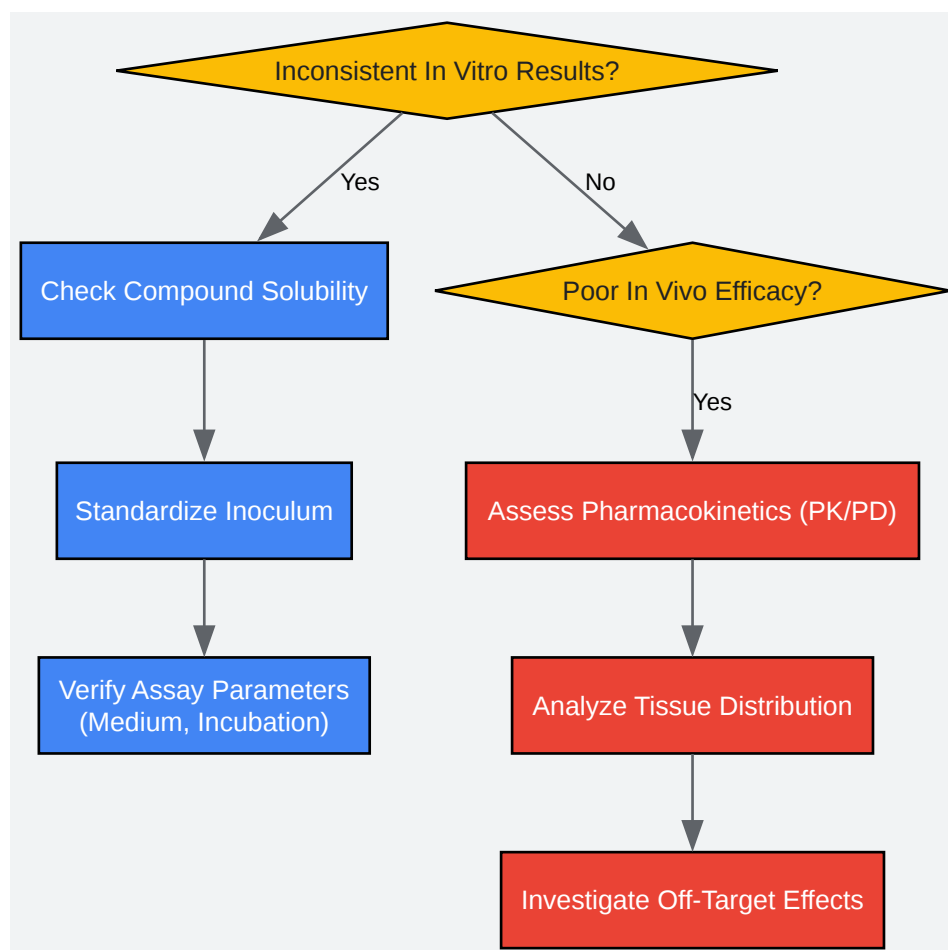 Inconsistent In Vitro Results?
Yes
No
Check Compound Solubility
Poor In Vivo Efficacy?
Yes
Standardize Inoculum
Assess Pharmacokinetics (PK/PD)
Verify Assay Parameters
(Medium, Incubation)
Analyze Tissue Distribution
Investigate Off-Target Effects